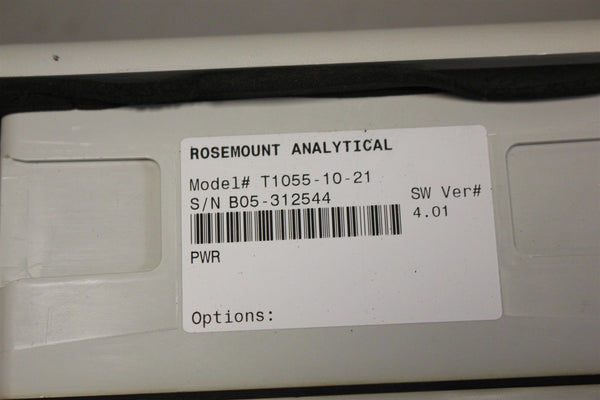 ROSEMOUNT ANALYTICAL
Model# T1055-10-21
S/N B05-312544
SW Ver#
4.01
PWR
Options: